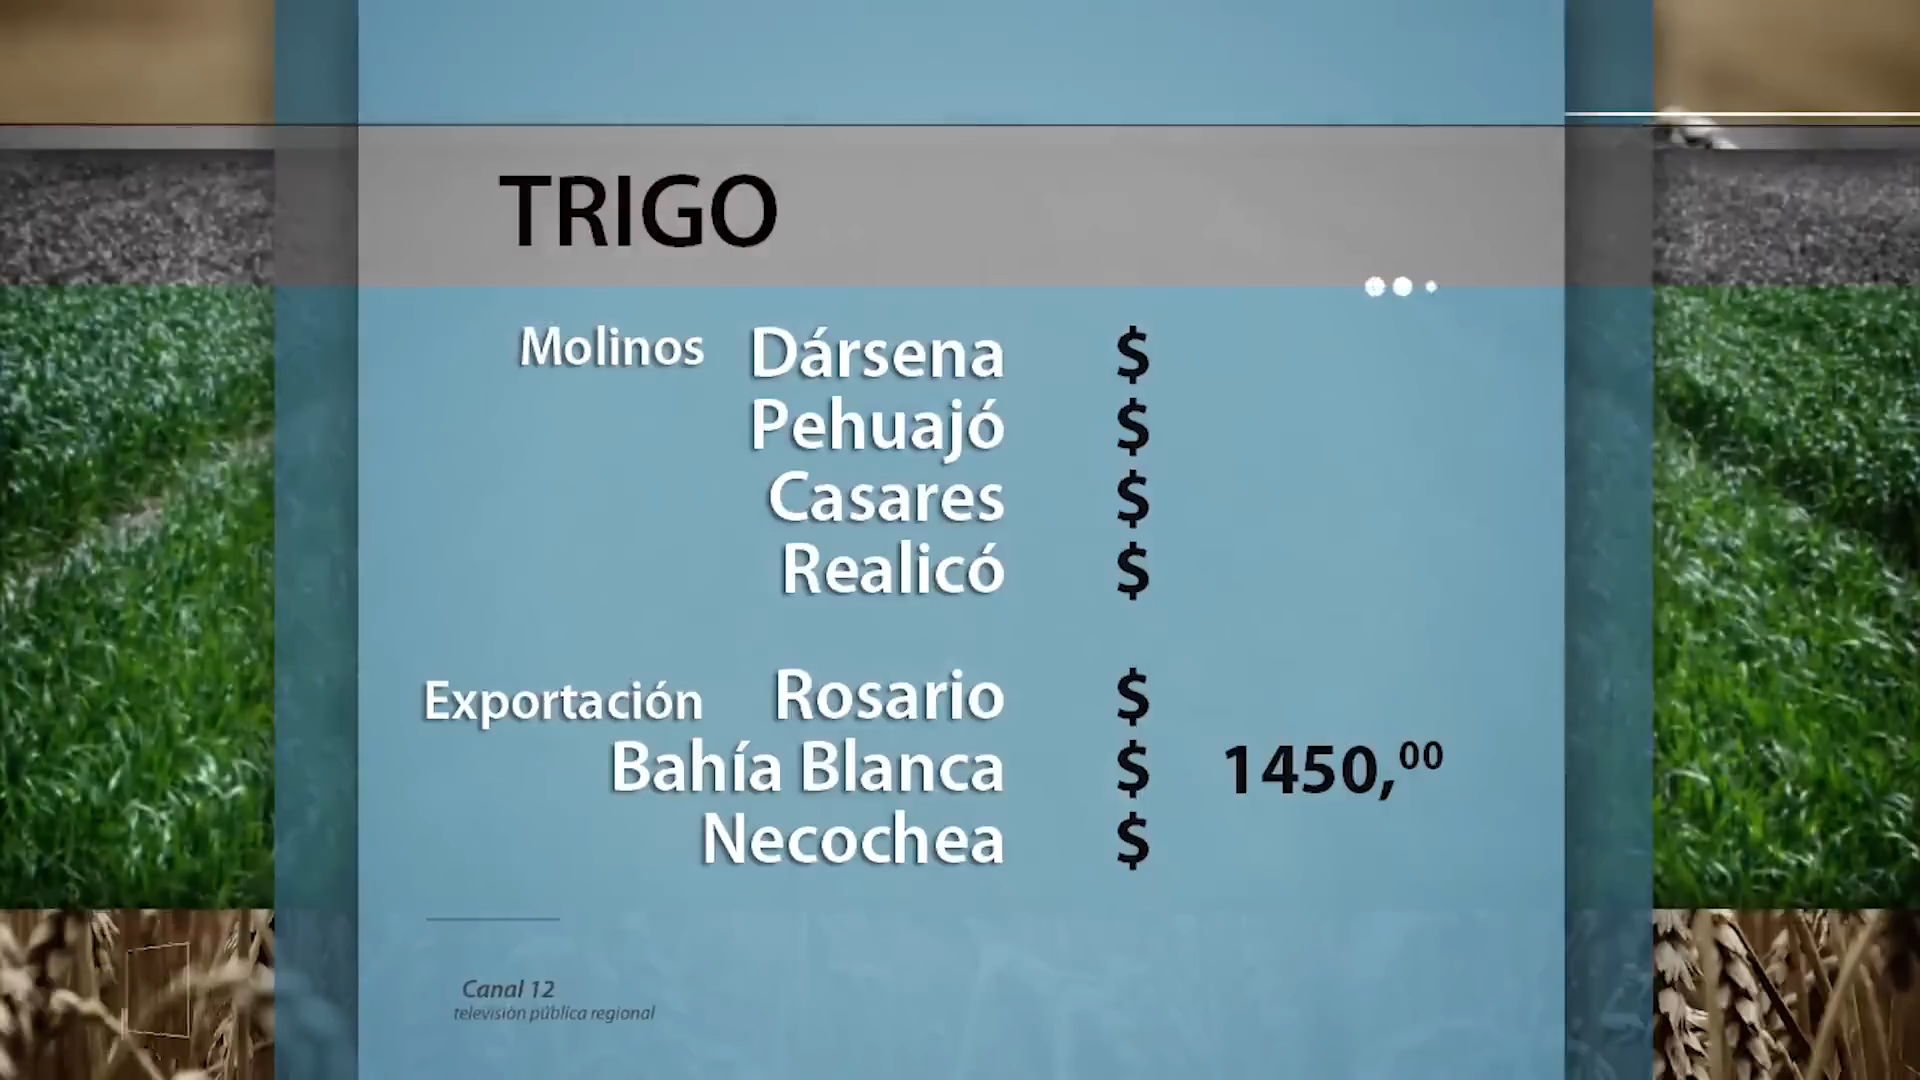 TRIGO
Molinos Dársena $
Pehuajó $
Casares $
Realicó $
Exportación Rosario $
Bahía Blanca $ 1450,00
Necochea $
Canal 12
televisión pública regional